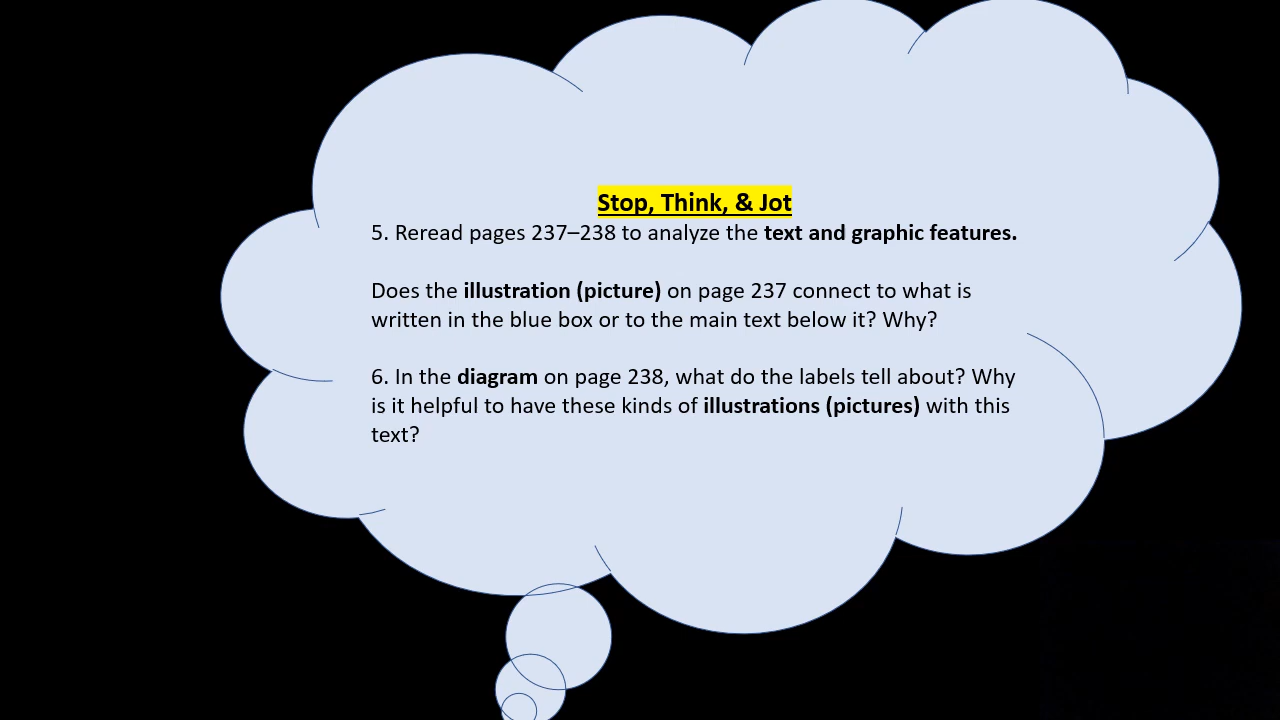 Stop, Think, & Jot
5. Reread pages 237–238 to analyze the text and graphic features.
Does the illustration (picture) on page 237 connect to what is
written in the blue box or to the main text below it? Why?
6. In the diagram on page 238, what do the labels tell about? Why
is it helpful to have these kinds of illustrations (pictures) with this
text?